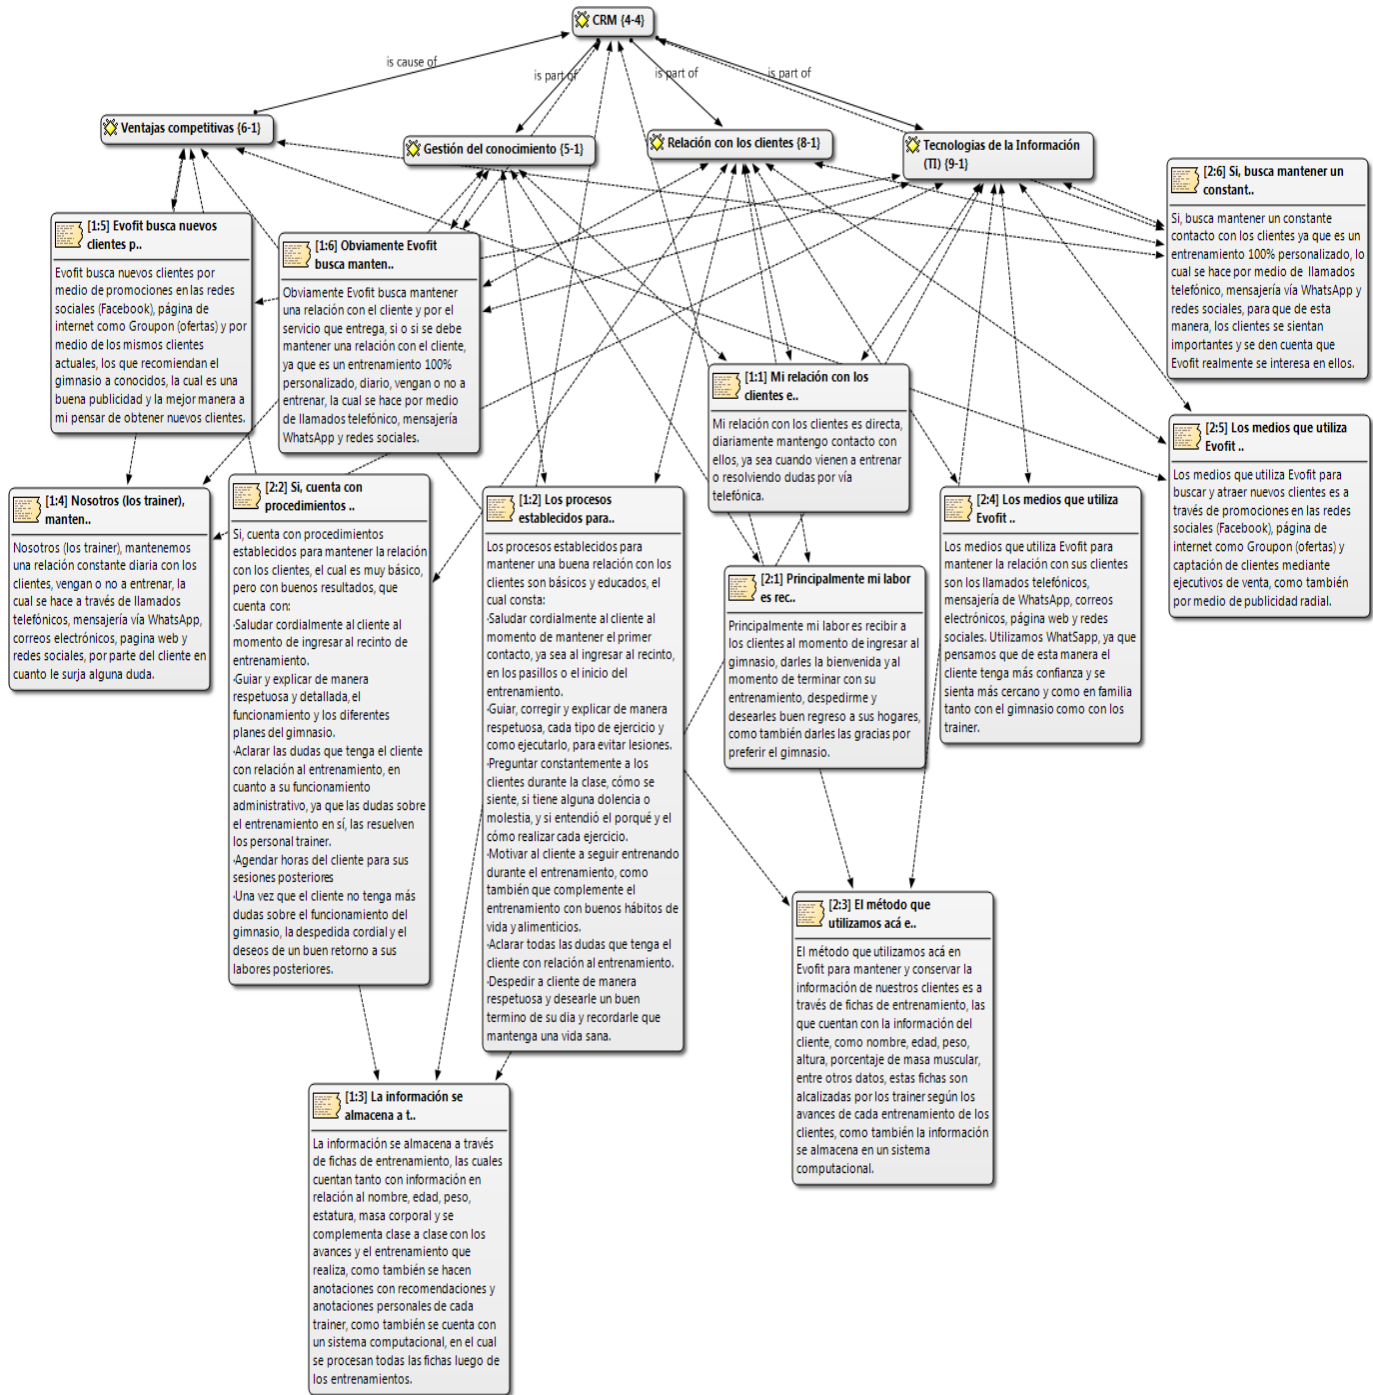 CRM {4-4}
is cause of
is part of
is part of
is part of
Ventajas competitivas {6-1}
Gestión del conocimiento {5-1}
Relación con los clientes {8-1}
Tecnologias de la Información
(TI) {9-1}
[2:6] Si, busca mantener un
constant..
Si, busca mantener un constante
contacto con los clientes ya que es un
entrenamiento 100% personalizado, lo
cual se hace por medio de llamados
telefónico, mensajería vía WhatsApp y
redes sociales, para que de esta
manera, los clientes se sientan
importantes y se den cuenta que
Evofit realmente se interesa en ellos.
[1:5] Evofit busca nuevos
clientes p..
Evofit busca nuevos clientes por
medio de promociones en las redes
sociales (Facebook), página de
internet como Groupon (ofertas) y por
medio de los mismos clientes
actuales, los que recomiendan el
gimnasio a conocidos, la cual es una
buena publicidad y la mejor manera a
mi pensar de obtener nuevos clientes.
[1:6] Obviamente Evofit
busca manten..
Obviamente Evofit busca mantener
una relación con el cliente y por el
servicio que entrega, si o si se debe
mantener una relación con el cliente,
ya que es un entrenamiento 100%
personalizado, diario, vengan o no a
entrenar, la cual se hace por medio
de llamados telefónico, mensajería
WhatsApp y redes sociales.
[1:1] Mi relación con los
clientes e..
Mi relación con los clientes es directa,
diariamente mantengo contacto con
ellos, ya sea cuando vienen a entrenar
o resolviendo dudas por vía
telefónica.
[2:5] Los medios que utiliza
Evofit ..
Los medios que utiliza Evofit para
buscar y atraer nuevos clientes es a
través de promociones en las redes
sociales (Facebook), página de
internet como Groupon (ofertas) y
captación de clientes mediante
ejecutivos de venta, como también
por medio de publicidad radial.
[1:4] Nosotros (los trainer),
manten..
Nosotros (los trainer), mantenemos
una relación constante diaria con los
clientes, vengan o no a entrenar, la
cual se hace a través de llamados
telefónicos, mensajería vía WhatsApp,
correos electrónicos, pagina web y
redes sociales, por parte del cliente en
cuanto le surja alguna duda.
[2:2] Si, cuenta con
procedimientos ..
Si, cuenta con procedimientos
establecidos para mantener la relación
con los clientes, el cual es muy básico,
pero con buenos resultados, que
cuenta con:
·Saludar cordialmente al cliente al
momento de ingresar al recinto de
entrenamiento.
·Guiar y explicar de manera
respetuosa y detallada, el
funcionamiento y los diferentes
planes del gimnasio.
·Aclarar las dudas que tenga el cliente
con relación al entrenamiento, en
cuanto a su funcionamiento
administrativo, ya que las dudas sobre
el entrenamiento en sí, las resuelven
los personal trainer.
·Agendar horas del cliente para sus
sesiones posteriores
·Una vez que el cliente no tenga más
dudas sobre el funcionamiento del
gimnasio, la despedida cordial y el
deseos de un buen retorno a sus
labores posteriores.
[1:2] Los procesos
establecidos para..
Los procesos establecidos para
mantener una buena relación con los
clientes son básicos y educados, el
cual consta:
·Saludar cordialmente al cliente al
momento de mantener el primer
contacto, ya sea al ingresar al recinto,
en los pasillos o el inicio del
entrenamiento.
·Guiar, corregir y explicar de manera
respetuosa, cada tipo de ejercicio y
como ejecutarlo, para evitar lesiones.
·Preguntar constantemente a los
clientes durante la clase, cómo se
siente, si tiene alguna dolencia o
molestia, y si entendió el porqué y el
cómo realizar cada ejercicio.
·Motivar al cliente a seguir entrenando
durante el entrenamiento, como
también que complemente el
entrenamiento con buenos hábitos de
vida y alimenticios.
·Aclarar todas las dudas que tenga el
cliente con relación al entrenamiento.
·Despedir a cliente de manera
respetuosa y desearle un buen
termino de su dia y recordarle que
mantenga una vida sana.
[2:4] Los medios que utiliza
Evofit ..
Los medios que utiliza Evofit para
mantener la relación con sus clientes
son los llamados telefónicos,
mensajería de WhatsApp, correos
electrónicos, página web y redes
sociales. Utilizamos WhatSapp, ya que
pensamos que de esta manera el
cliente tenga más confianza y se
sienta más cercano y como en familia
tanto con el gimnasio como con los
trainer.
[2:1] Principalmente mi labor
es rec..
Principalmente mi labor es recibir a
los clientes al momento de ingresar al
gimnasio, darles la bienvenida y al
momento de terminar con su
entrenamiento, despedirme y
desearles buen regreso a sus hogares,
como también darles las gracias por
preferir el gimnasio.
[2:3] El método que
utilizamos acá e..
El método que utilizamos acá en
Evofit para mantener y conservar la
información de nuestros clientes es a
través de fichas de entrenamiento, las
que cuentan con la información del
cliente, como nombre, edad, peso,
altura, porcentaje de masa muscular,
entre otros datos, estas fichas son
alcalizadas por los trainer según los
avances de cada entrenamiento de los
clientes, como también la información
se almacena en un sistema
computacional.
[1:3] La información se
almacena a t..
La información se almacena a través
de fichas de entrenamiento, las cuales
cuentan tanto con información en
relación al nombre, edad, peso,
estatura, masa corporal y se
complementa clase a clase con los
avances y el entrenamiento que
realiza, como también se hacen
anotaciones con recomendaciones y
anotaciones personales de cada
trainer, como también se cuenta con
un sistema computacional, en el cual
se procesan todas las fichas luego de
los entrenamientos.